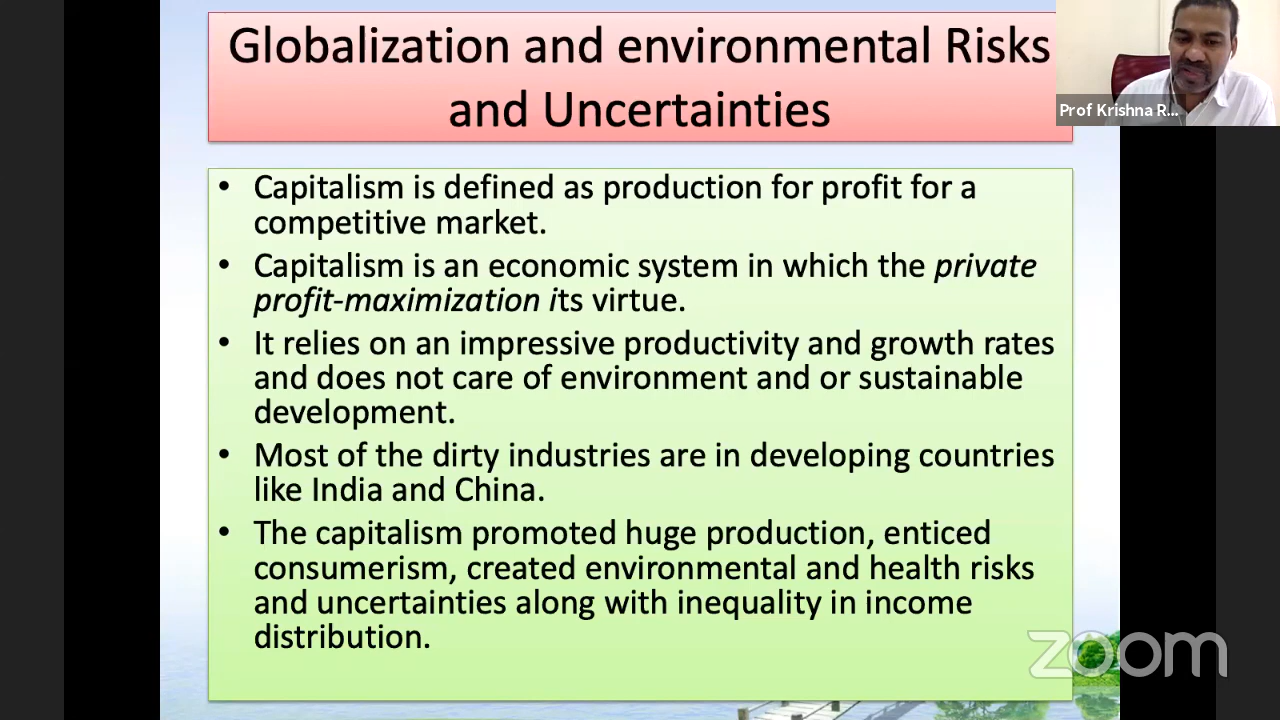 Globalization and environmental Risks
and Uncertainties
Prof Krishna R...
• Capitalism is defined as production for profit for a
competitive market.
• Capitalism is an economic system in which the private
profit-maximization its virtue.
• It relies on an impressive productivity and growth rates
and does not care of environment and or sustainable
development.
• Most of the dirty industries are in developing countries
like India and China.
• The capitalism promoted huge production, enticed
consumerism, created environmental and health risks
and uncertainties along with inequality in income
distribution.
zoom